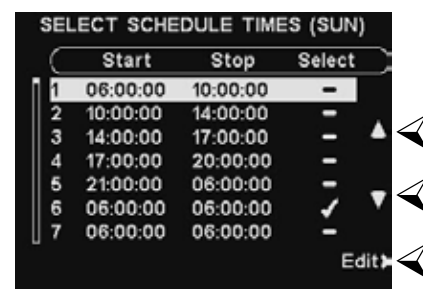 SELECT SCHEDULE TIMES (SUN)
Start Stop Select
1 06:00:00 10:00:00 –
2 10:00:00 14:00:00 –
3 14:00:00 17:00:00 –
4 17:00:00 20:00:00 –
5 21:00:00 06:00:00 –
6 06:00:00 06:00:00 ✓
7 06:00:00 06:00:00 –
Edit